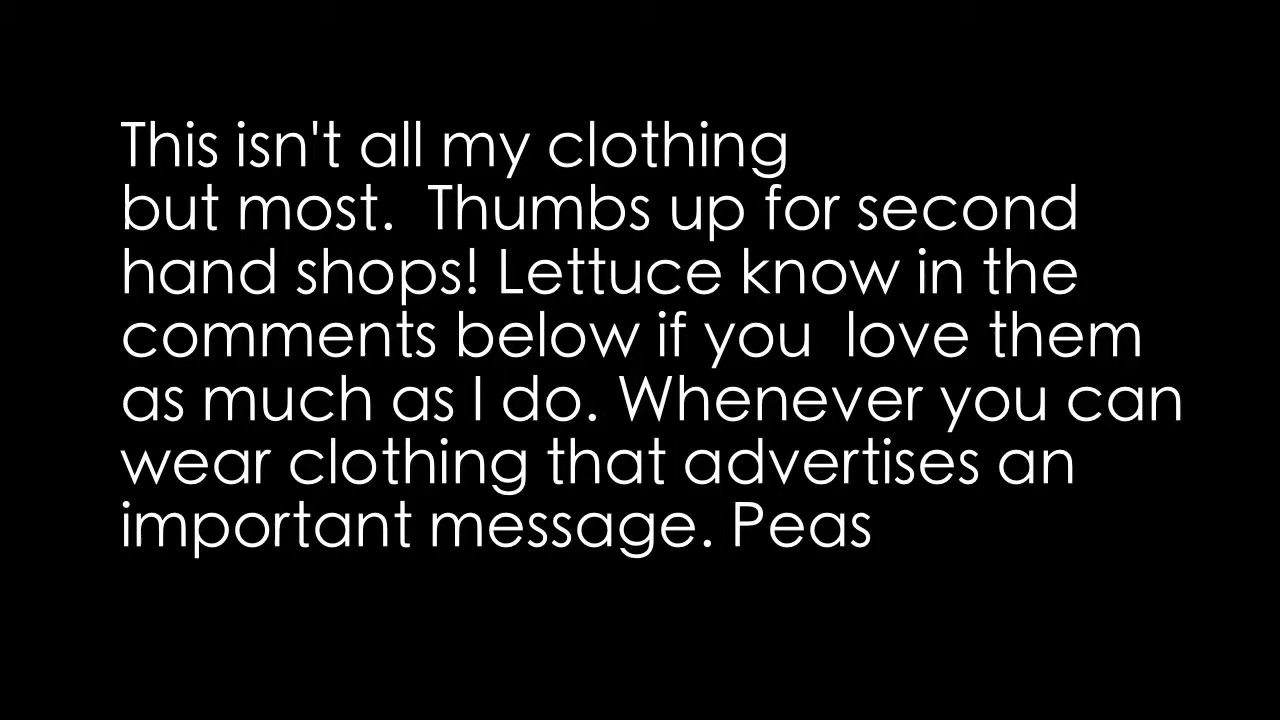 This isn't all my clothing
but most.  Thumbs up for second
hand shops! Lettuce know in the
comments below if you  love them
as much as I do. Whenever you can
wear clothing that advertises an
important message. Peas